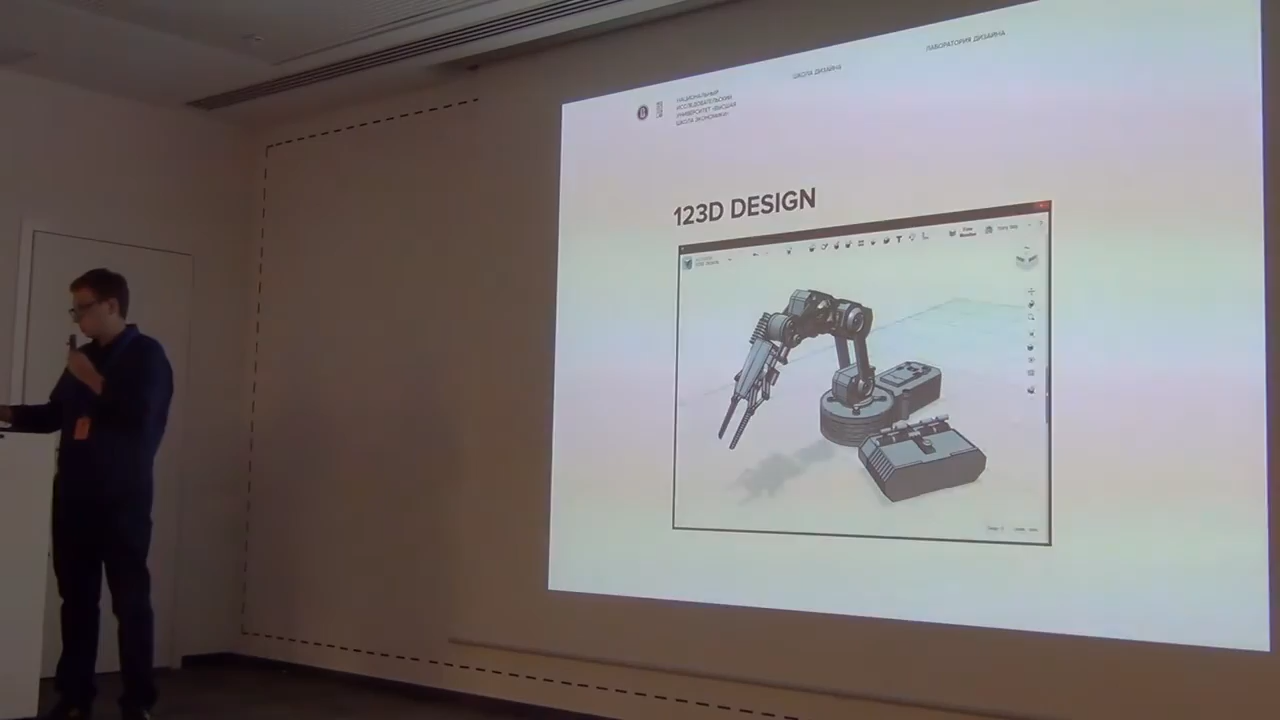 ЛАБОРАТОРИЯ ДИЗАЙНА
ШКОЛА ДИЗАЙНА
НАЦИОНАЛЬНЫЙ
ИССЛЕДОВАТЕЛЬСКИЙ
УНИВЕРСИТЕТ «ВЫСШАЯ
ШКОЛА ЭКОНОМИКИ»
123D DESIGN